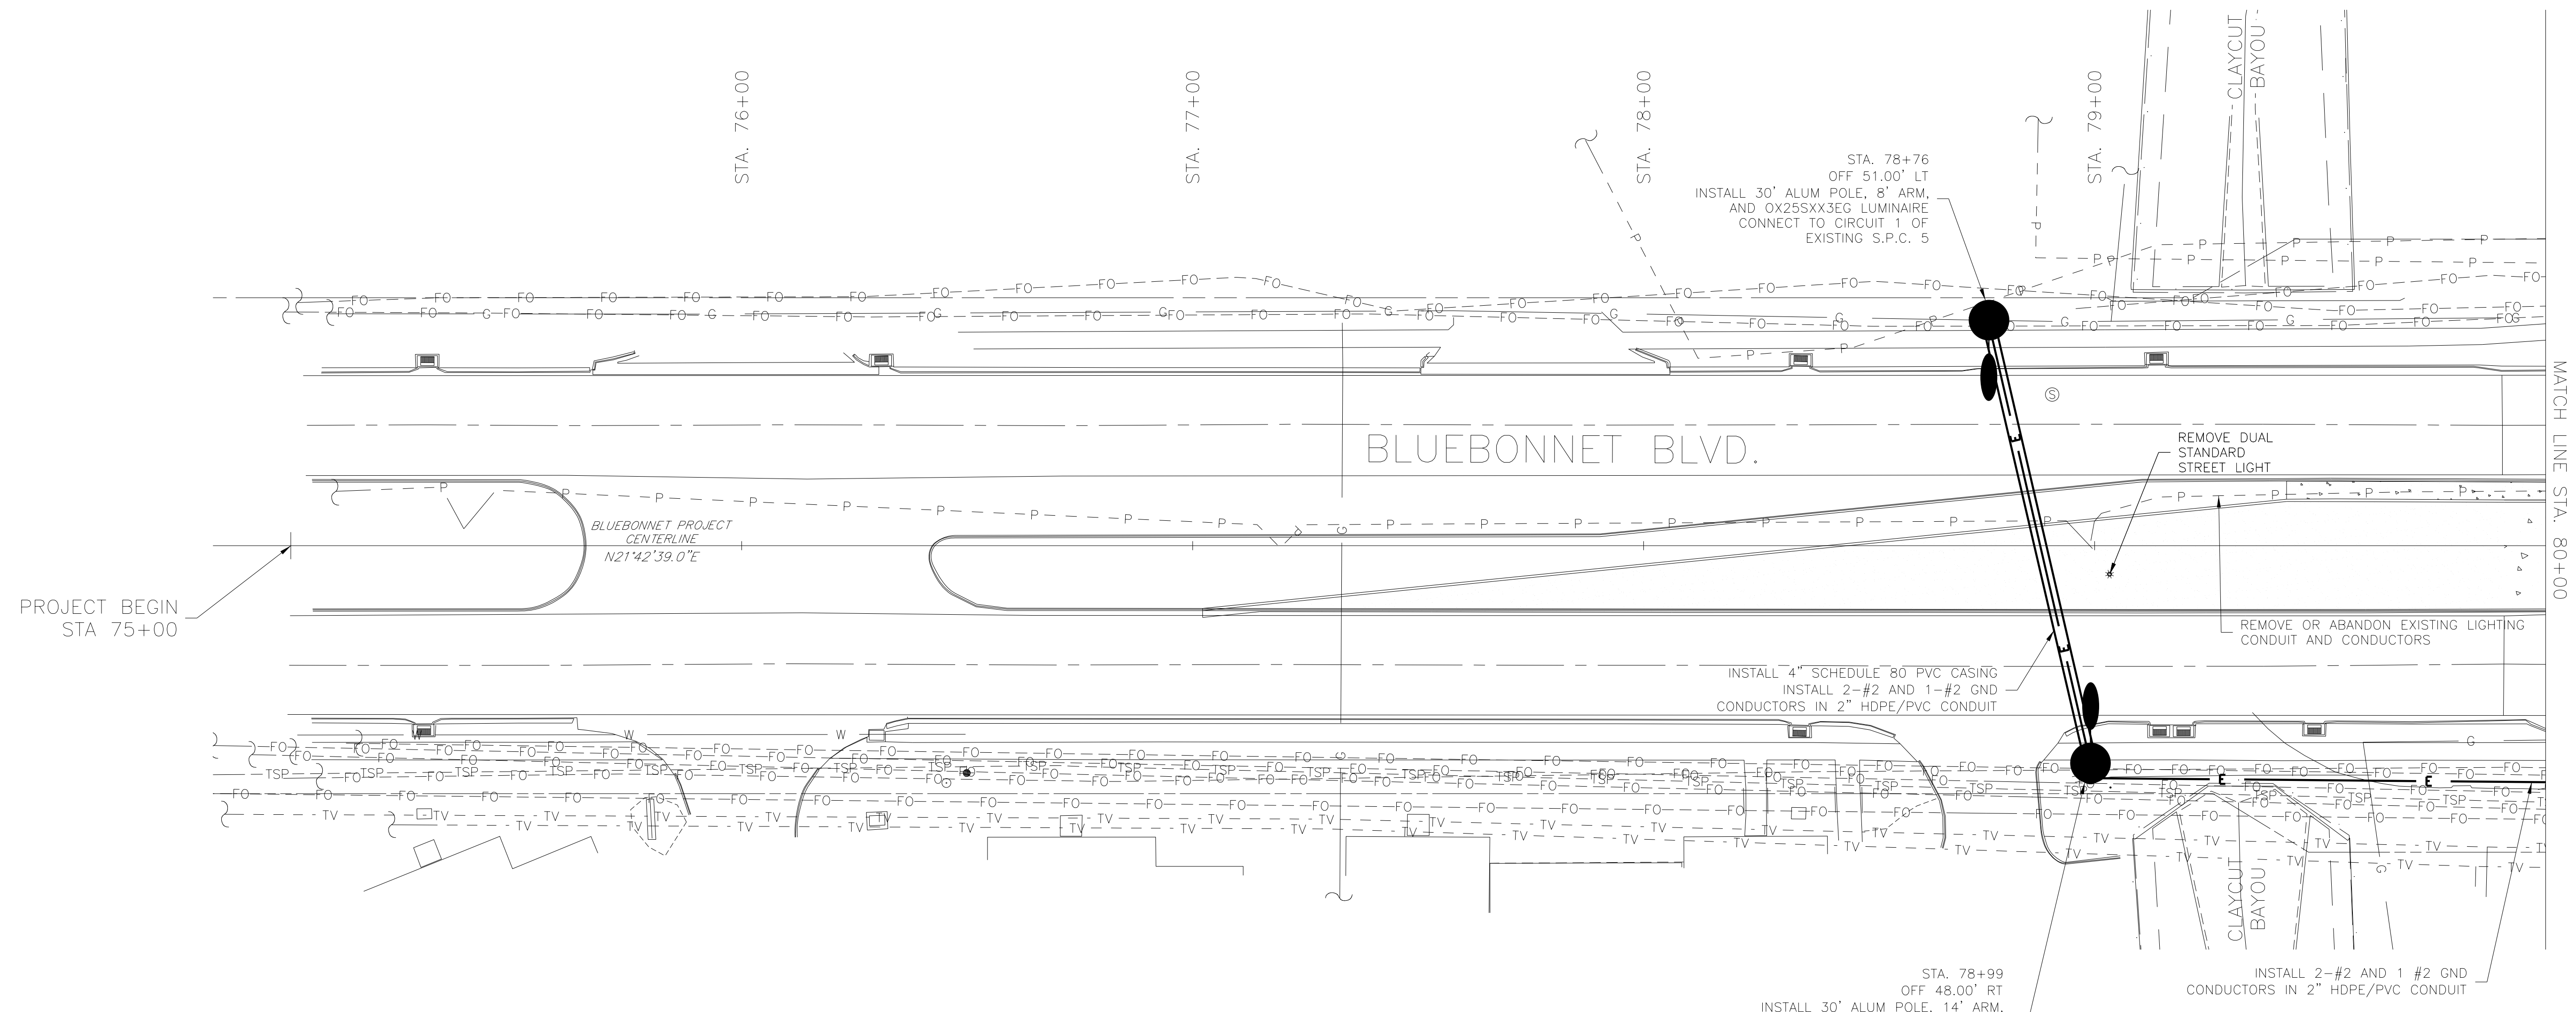 STA. 76+00
STA. 77+00
STA. 78+00
STA. 79+00
CLAYCUT
BAYOU
STA. 78+76
OFF 51.00' LT
INSTALL 30' ALUM POLE, 8' ARM,
AND OX25SXX3EG LUMINAIRE
CONNECT TO CIRCUIT 1 OF
EXISTING S.P.C. 5
MATCH LINE STA. 80+00
BLUEBONNET BLVD.
S
REMOVE DUAL
STANDARD
STREET LIGHT
BLUEBONNET PROJECT
CENTERLINE
N21°42'39.0"E
PROJECT BEGIN
STA 75+00
REMOVE OR ABANDON EXISTING LIGHTING
CONDUIT AND CONDUCTORS
INSTALL 4" SCHEDULE 80 PVC CASING
INSTALL 2-#2 AND 1-#2 GND
CONDUCTORS IN 2" HDPE/PVC CONDUIT
CLAYCUT
BAYOU
STA. 78+99
OFF 48.00' RT
INSTALL 30' ALUM POLE, 14' ARM,
INSTALL 2-#2 AND 1 #2 GND
CONDUCTORS IN 2" HDPE/PVC CONDUIT